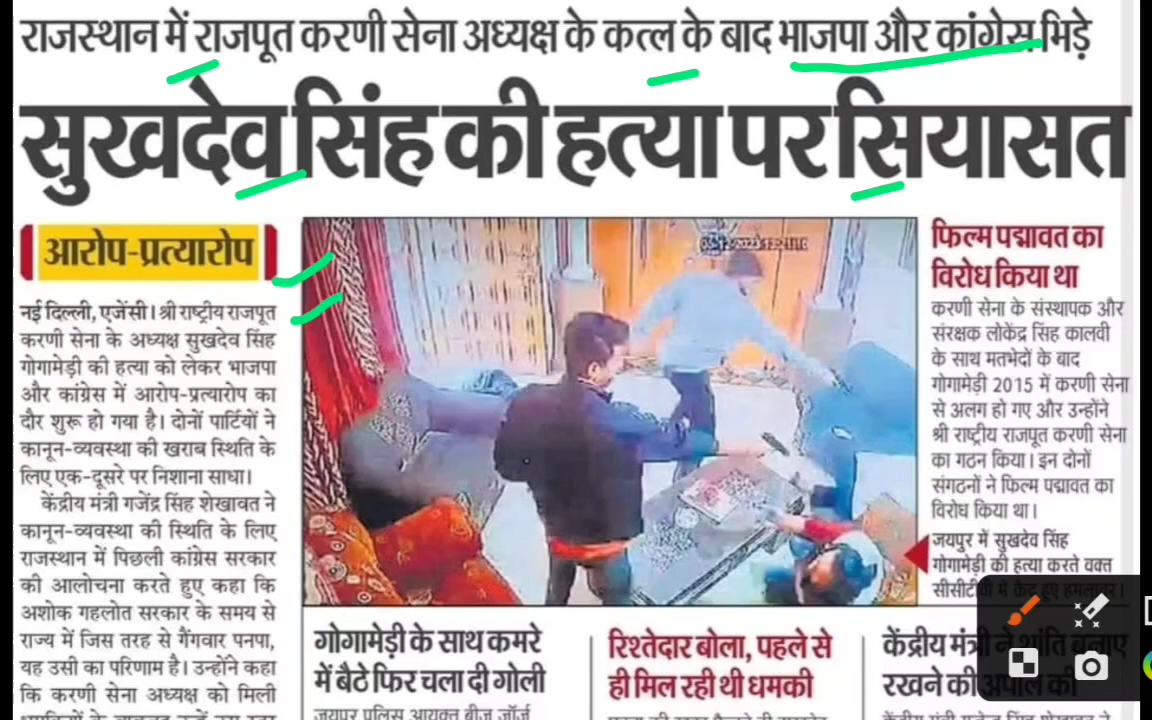 राजस्थान में राजपूत करणी सेना अध्यक्ष के कत्ल के बाद भाजपा और कांग्रेस भिड़े
सुखदेव सिंह की हत्या पर सियासत
आरोप-प्रत्यारोप
नई दिल्ली, एजेंसी। श्री राष्ट्रीय राजपूत
करणी सेना के अध्यक्ष सुखदेव सिंह
गोगामेड़ी की हत्या को लेकर भाजपा
और कांग्रेस में आरोप-प्रत्यारोप का
दौर शुरू हो गया है। दोनों पार्टियों ने
कानून-व्यवस्था की खराब स्थिति के
लिए एक-दूसरे पर निशाना साधा।
केंद्रीय मंत्री गजेंद्र सिंह शेखावत ने
कानून-व्यवस्था की स्थिति के लिए
राजस्थान में पिछली कांग्रेस सरकार
की आलोचना करते हुए कहा कि
अशोक गहलोत सरकार के समय से
राज्य में जिस तरह से गैंगवार पनपा,
यह उसी का परिणाम है। उन्होंने कहा
कि करणी सेना अध्यक्ष को मिली
फिल्म पद्मावत का
विरोध किया था
करणी सेना के संस्थापक और
संरक्षक लोकेंद्र सिंह कालवी
के साथ मतभेदों के बाद
गोगामेड़ी 2015 में करणी सेना
से अलग हो गए और उन्होंने
श्री राष्ट्रीय राजपूत करणी सेना
का गठन किया। इन दोनों
संगठनों ने फिल्म पद्मावत का
विरोध किया था।
जयपुर में सुखदेव सिंह
गोगामेड़ी की हत्या करते वक्त
सीसीटीवी में कैद हुए हमलावर।
गोगामेड़ी के साथ कमरे
में बैठे फिर चला दी गोली
जयपुर पुलिस आयुक्त बीजू जॉर्ज
रिश्तेदार बोला, पहले से
ही मिल रही थी धमकी
केंद्रीय मंत्री ने शांति बनाए
रखने की अपील की